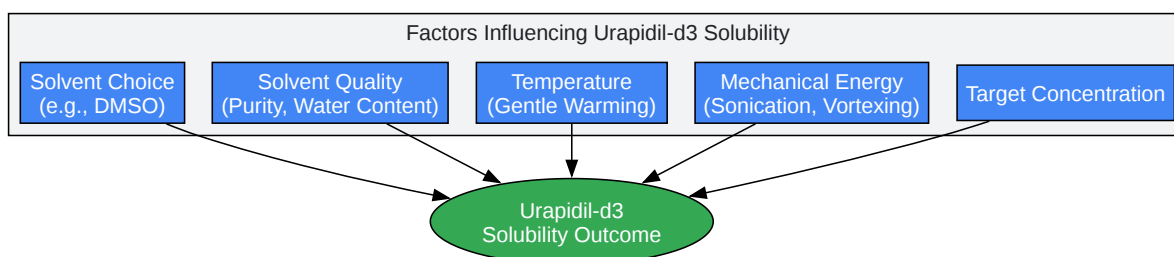 Factors Influencing Urapidil-d3 Solubility
Solvent Choice
(e.g., DMSO)
Solvent Quality
(Purity, Water Content)
Temperature
(Gentle Warming)
Mechanical Energy
(Sonication, Vortexing)
Target Concentration
Urapidil-d3
Solubility Outcome